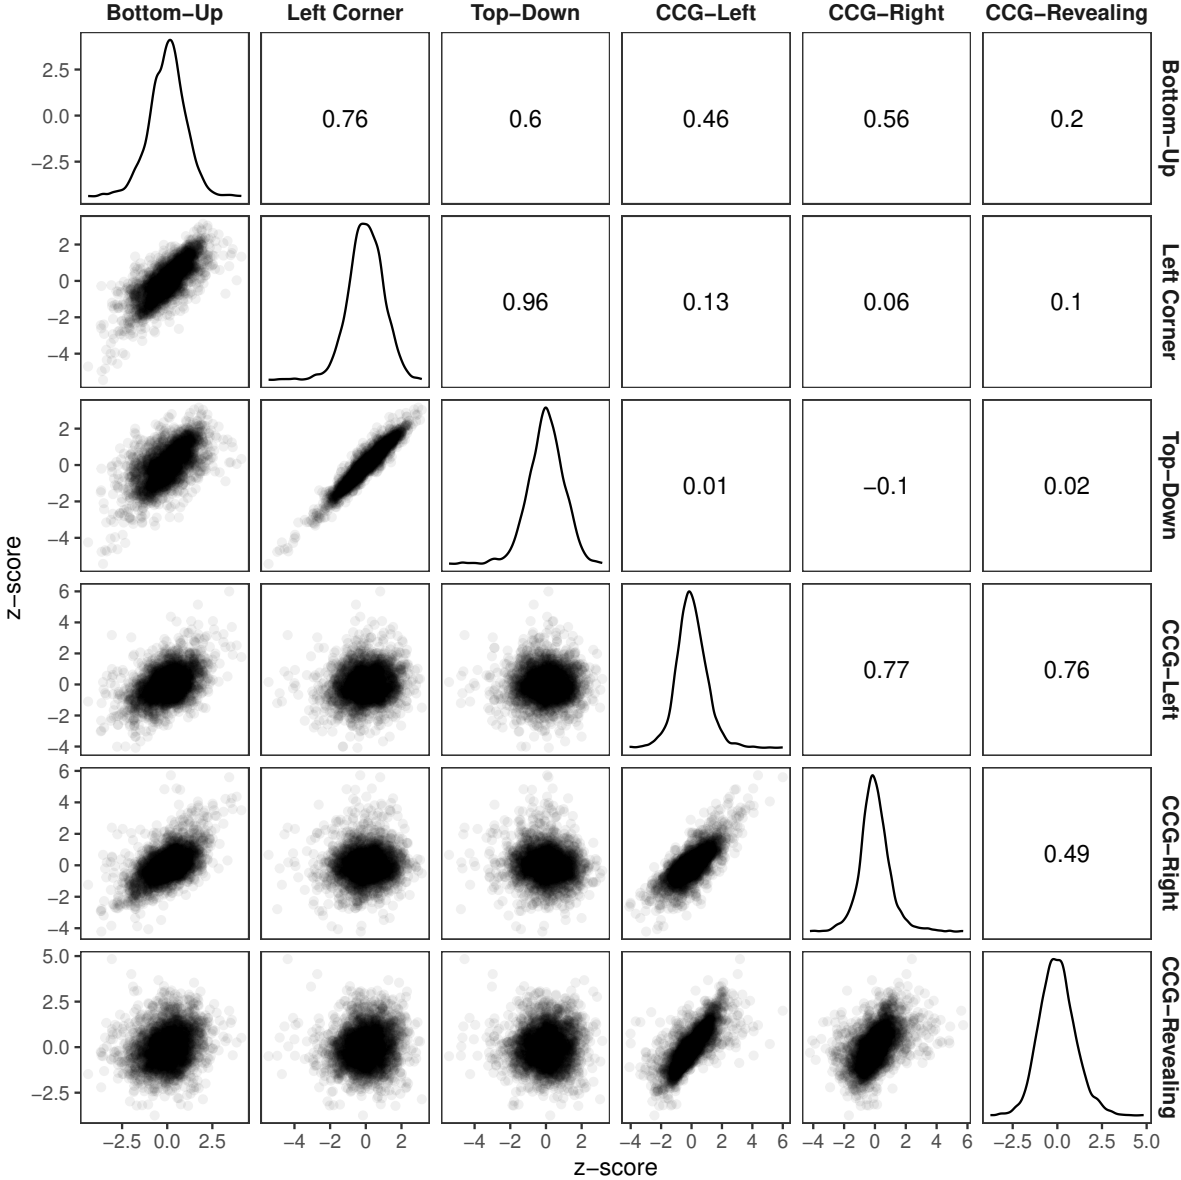 Bottom−Up Left Corner Top−Down CCG−Left CCG−Right CCG−Revealing
2.5
0.0
−2.5
0.76 0.6 0.46 0.56 0.2
Bottom−Up
2
0
−2
−4
0.96 0.13 0.06 0.1
Left Corner
2
0
−2
−4
0.01 −0.1 0.02
Top−Down
z−score
6
4
2
0
−2
−4
0.77 0.76
CCG−Left
6
4
2
0
−2
−4
0.49
CCG−Right
5.0
2.5
0.0
−2.5
CCG−Revealing
−2.5 0.0 2.5 −4 −2 0 2 −4 −2 0 2 −4 −2 0 2 4 6 −4 −2 0 2 4 6 −2.5 0.0 2.5 5.0
z−score